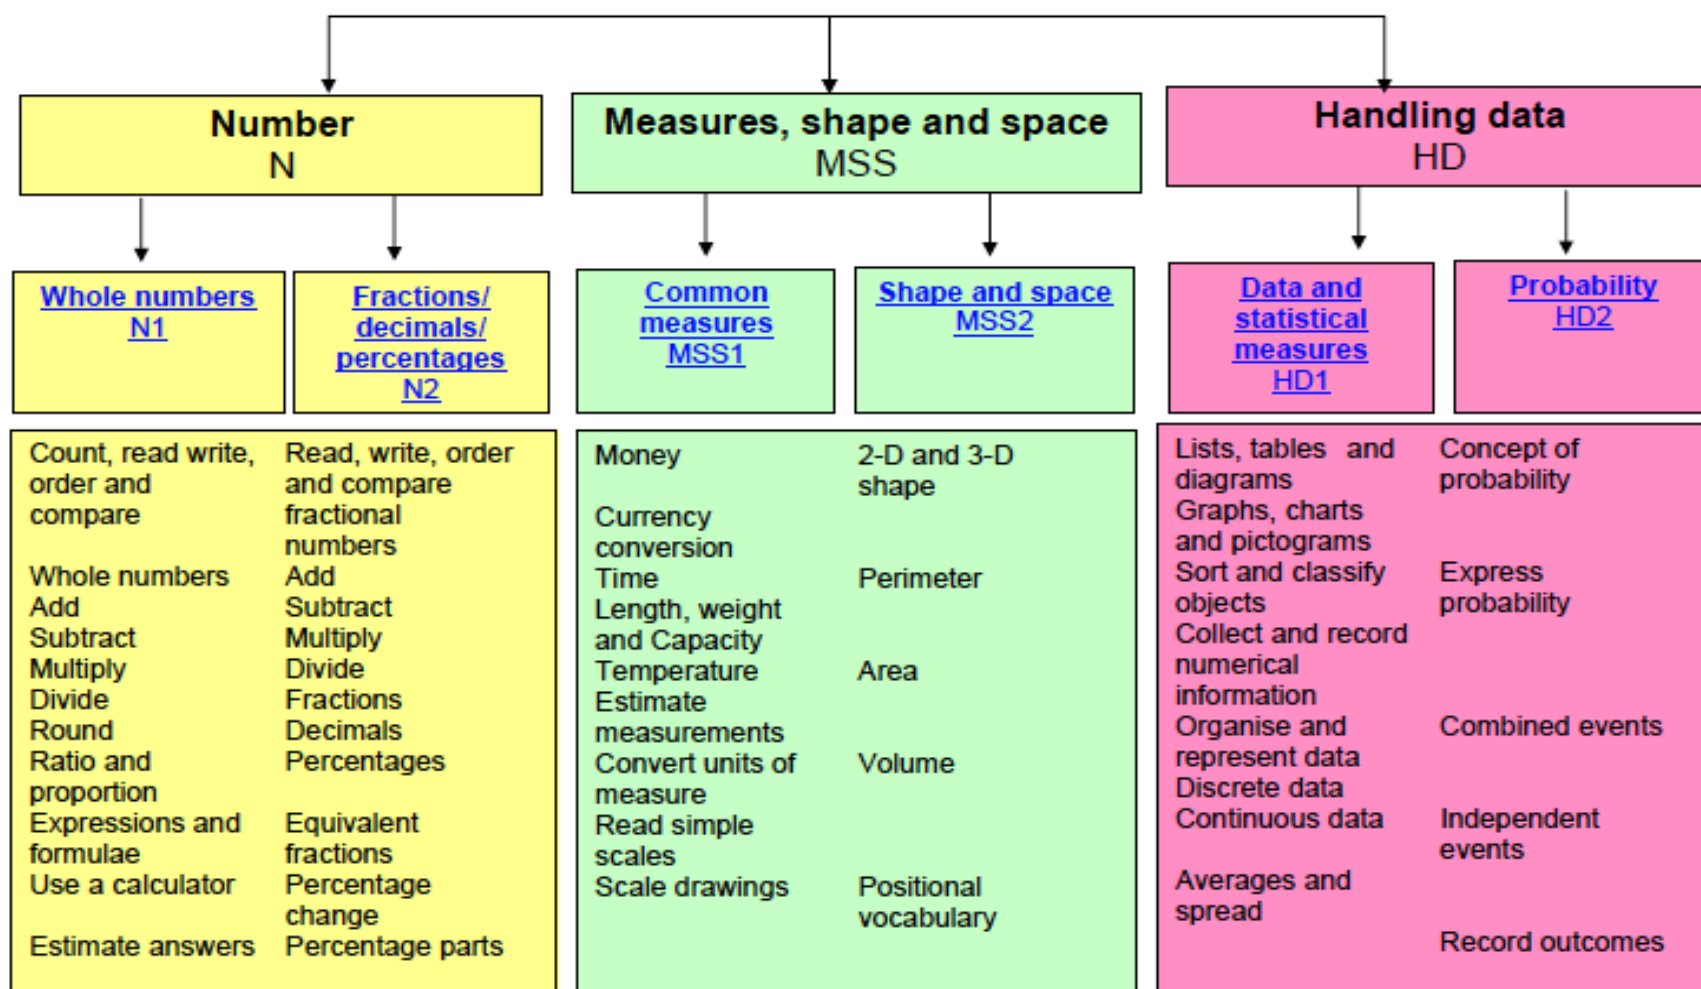 Number
N
Measures, shape and space
MSS
Handling data
HD
Whole numbers
N1
Fractions/
decimals/
percentages
N2
Common
measures
MSS1
Shape and space
MSS2
Data and
statistical
measures
HD1
Probability
HD2
Count, read write,
order and
compare
Whole numbers
Add
Subtract
Multiply
Divide
Round
Ratio and
proportion
Expressions and
formulae
Use a calculator
Estimate answers
Read, write, order
and compare
fractional
numbers
Add
Subtract
Multiply
Divide
Fractions
Decimals
Percentages
Equivalent
fractions
Percentage
change
Percentage parts
Money
Currency
conversion
Time
Length, weight
and Capacity
Temperature
Estimate
measurements
Convert units of
measure
Read simple
scales
Scale drawings
2-D and 3-D
shape
Perimeter
Area
Volume
Positional
vocabulary
Lists, tables and
diagrams
Graphs, charts
and pictograms
Sort and classify
objects
Collect and record
numerical
information
Organise and
represent data
Discrete data
Continuous data
Averages and
spread
Concept of
probability
Express
probability
Combined events
Independent
events
Record outcomes